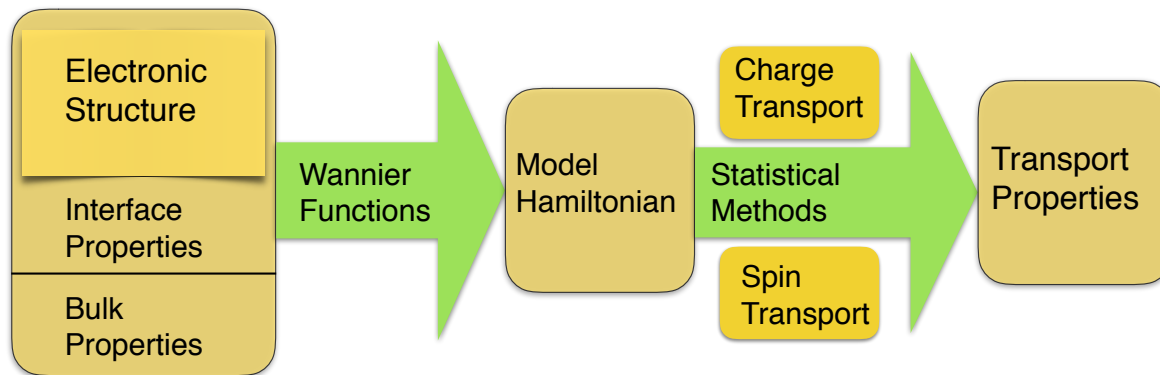 Electronic
Structure
Interface
Properties
Bulk
Properties
Wannier
Functions
Model
Hamiltonian
Charge
Transport
Statistical
Methods
Spin
Transport
Transport
Properties